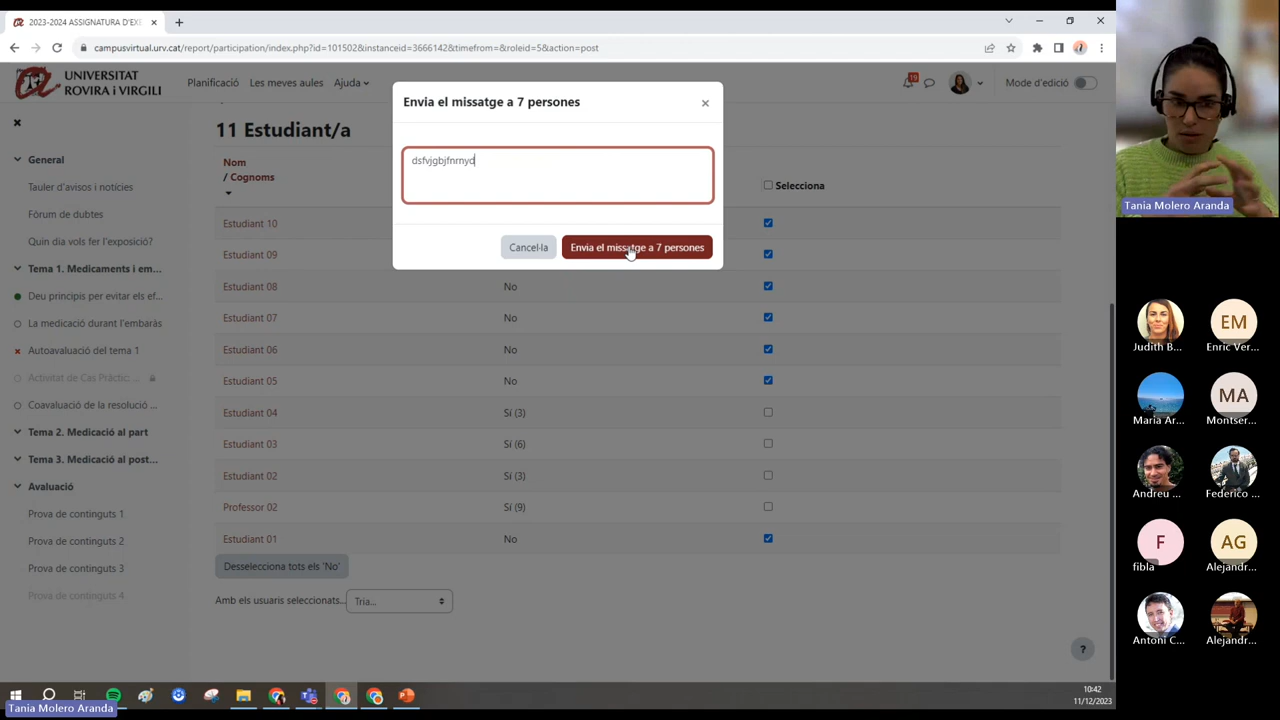 2023-2024 ASSIGNATURA D'EXE
campusvirtual.urv.cat/report/participation/index.php?id=101502&instanceid=3666142&timefrom=&roleid=5&action=post
UNIVERSITAT
ROVIRA i VIRGILI
Planificació
Les meves aules
Ajuda
19
Mode d'edició
General
Tauler d'avisos i notícies
Fòrum de dubtes
Quin dia vols fer l'exposició?
Tema 1. Medicaments i em...
Deu principis per evitar els ef...
La medicació durant l'embaràs
Autoavaluació del tema 1
Activitat de Cas Pràctic: ...
Coavaluació de la resolució ...
Tema 2. Medicació al part
Tema 3. Medicació al post...
Avaluació
Prova de continguts 1
Prova de continguts 2
Prova de continguts 3
Prova de continguts 4
11 Estudiant/a
Nom
/ Cognoms
Selecciona
Estudiant 10
Estudiant 09
Estudiant 08 No
Estudiant 07 No
Estudiant 06 No
Estudiant 05 No
Estudiant 04 Sí (3)
Estudiant 03 Sí (6)
Estudiant 02 Sí (3)
Professor 02 Sí (9)
Estudiant 01 No
Desselecciona tots els 'No'
Amb els usuaris seleccionats...
Tria...
?
Envia el missatge a 7 persones
×
dsfvjgbjfnrnyd
Cancel·la
Envia el missatge a 7 persones
Tania Molero Aranda
Judith B...
EM
Enric Ver...
Maria Ar...
MA
Montser...
Andreu ...
Federico ...
F
fibla
AG
Alejandr...
Antoni C...
Alejandr...
10:42
11/12/2023
Tania Molero Aranda